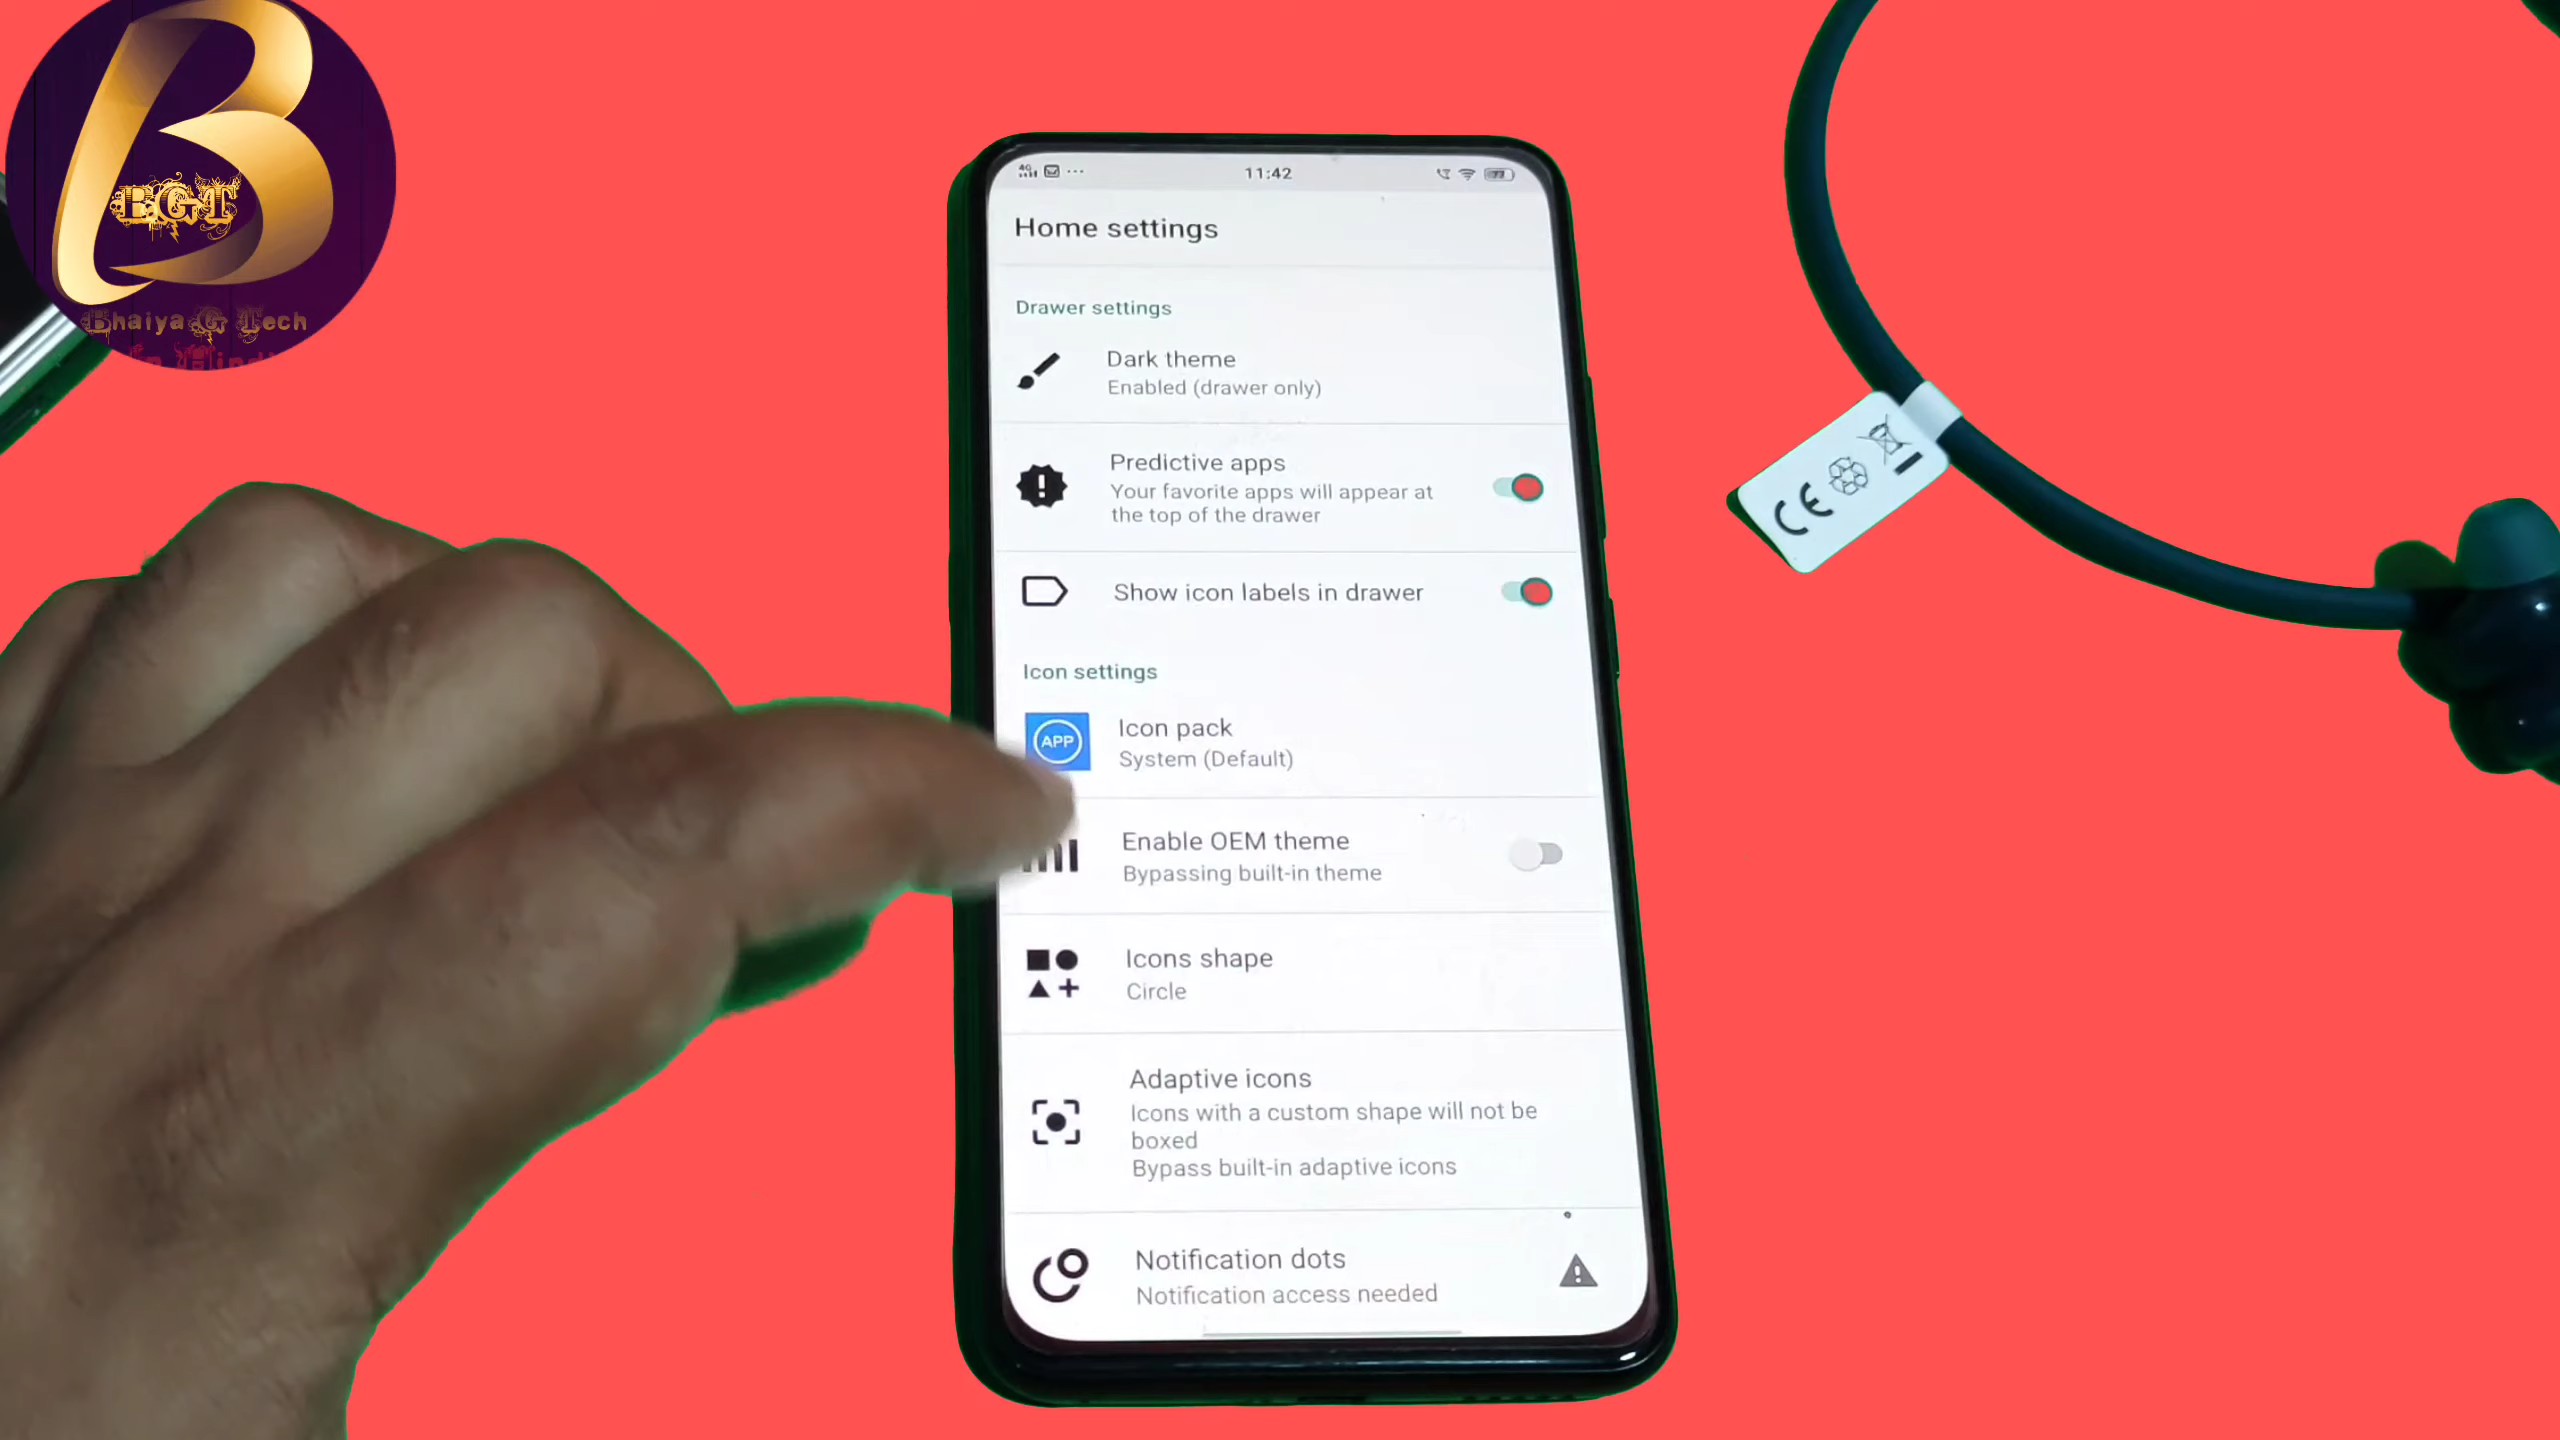 BGT
Bhaiya G Tech
11:42
Home settings
Drawer settings
Dark theme
Enabled (drawer only)
Predictive apps
Your favorite apps will appear at
the top of the drawer
Show icon labels in drawer
Icon settings
APP
Icon pack
System (Default)
Enable OEM theme
Bypassing built-in theme
Icons shape
Circle
Adaptive icons
Icons with a custom shape will not be
boxed
Bypass built-in adaptive icons
Notification dots
Notification access needed
CE